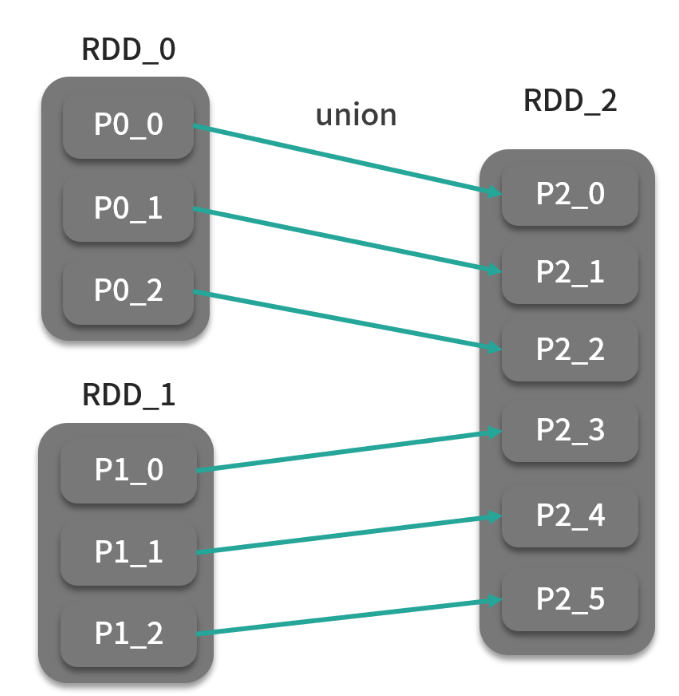 RDD_0
P0_0
P0_1
P0_2
union
RDD_2
P2_0
P2_1
P2_2
P2_3
P2_4
P2_5
RDD_1
P1_0
P1_1
P1_2